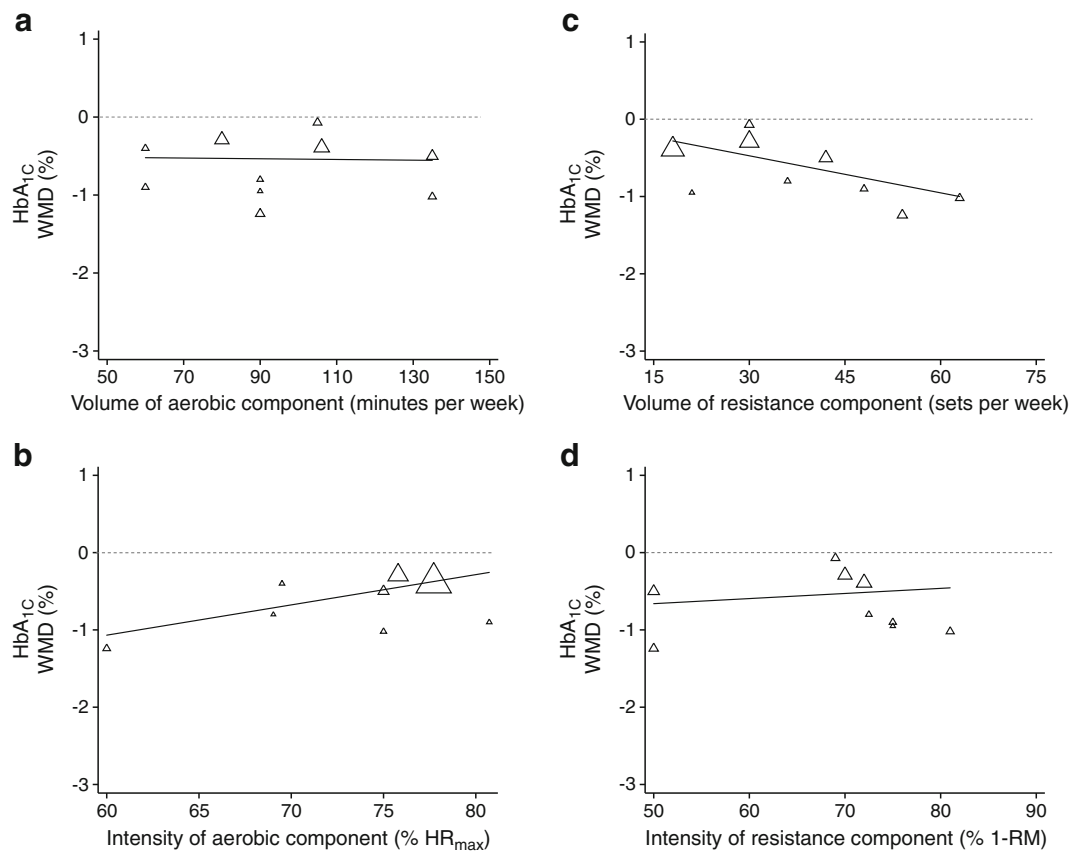 a
1
0
-1
-2
-3
HbA1C
WMD (%)
50 70 90 110 130 150
Volume of aerobic component (minutes per week)
c
1
0
-1
-2
-3
HbA1C
WMD (%)
15 30 45 60 75
Volume of resistance component (sets per week)
b
1
0
-1
-2
-3
HbA1C
WMD (%)
60 65 70 75 80
Intensity of aerobic component (% HRmax)
d
1
0
-1
-2
-3
HbA1C
WMD (%)
50 70 80 90
Intensity of resistance component (% 1-RM)